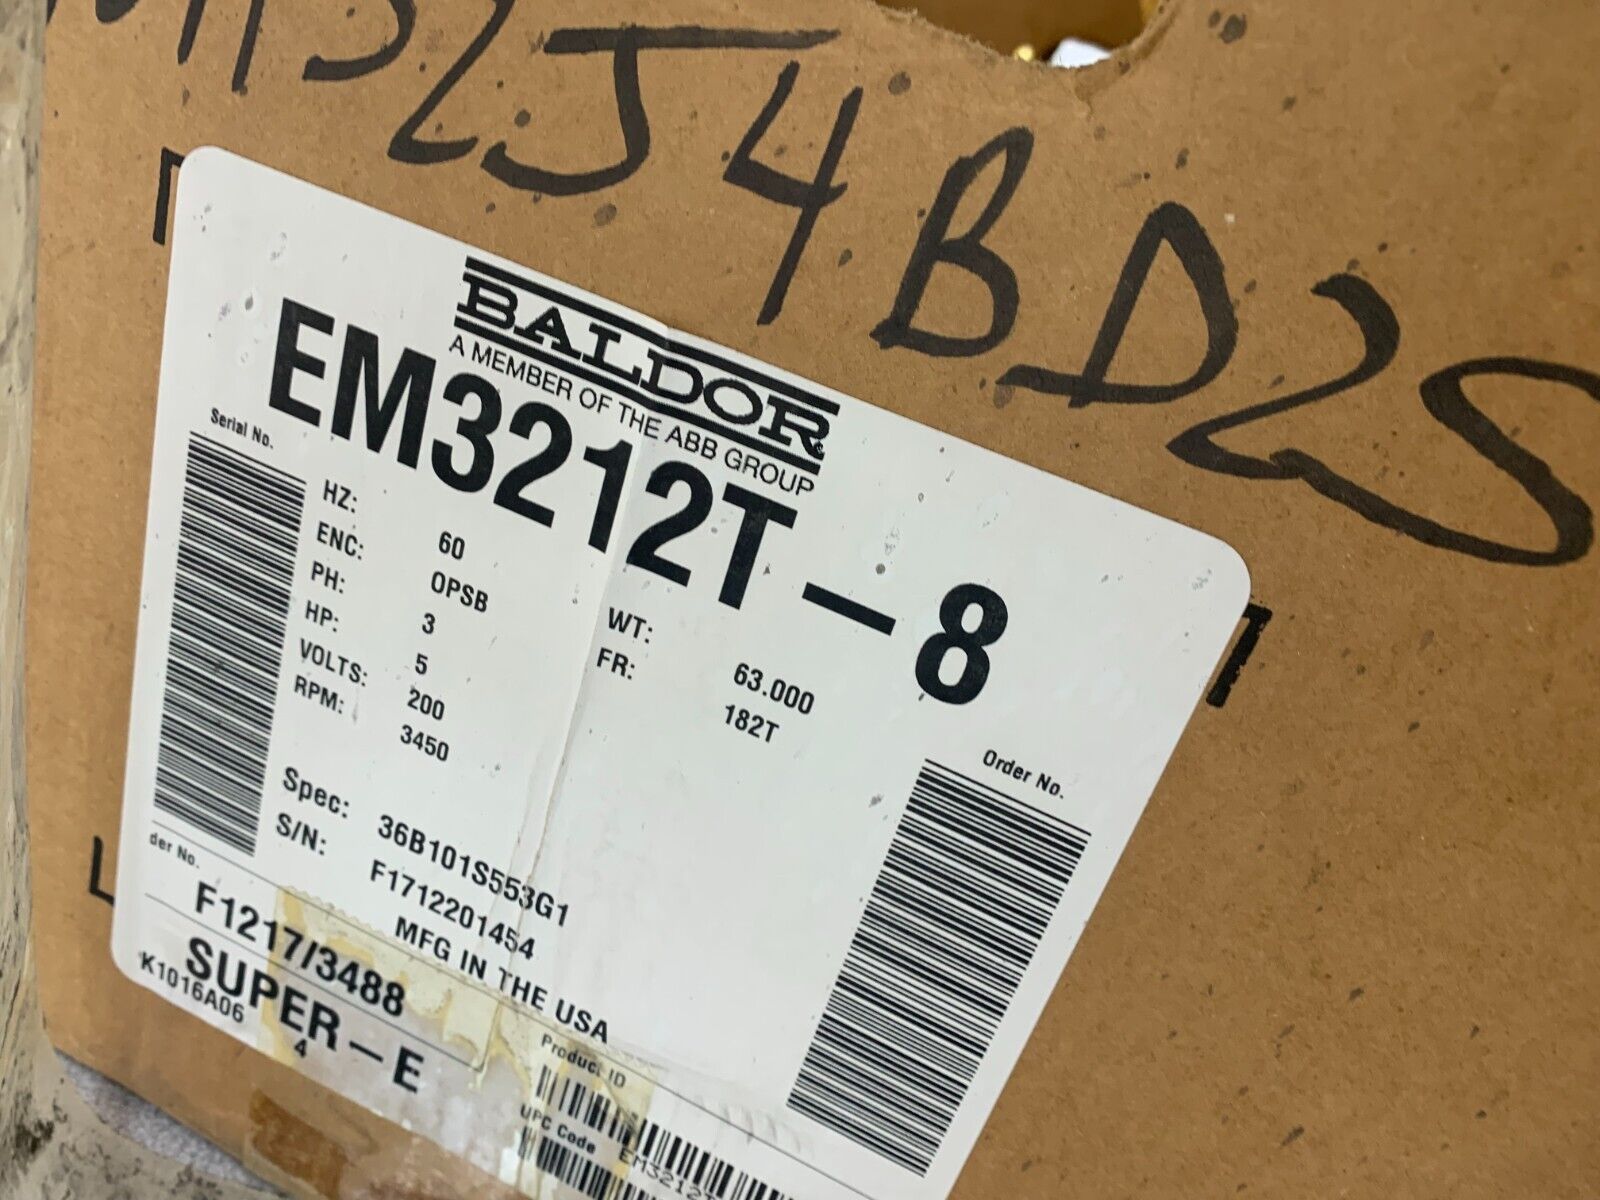 5254BD2S
BALDOR
A MEMBER OF THE ABB GROUP
EM3212T-8
Serial No.
HZ: 60
ENC: OPSB
PH: 3
HP: 5
VOLTS: 200
RPM: 3450
WT: 63.000
FR: 182T
Order No.
Spec: 36B101S553G1
S/N: F1712201454
MFG IN THE USA
der No.
F1217/3488
SUPER-E
K1016A06
4
Product ID
UPC Code
EM3212T